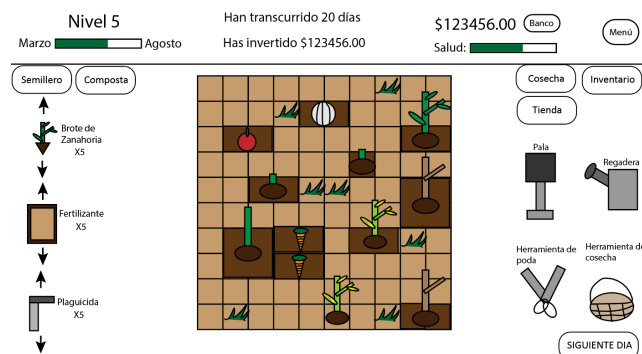 Nivel 5
Marzo
Agosto
Han transcurrido 20 días
Has invertido $123456.00
$123456.00
Banco
Salud:
Menú
Semillero
Composta
Cosecha
Inventario
Tienda
Brote de
Zanahoria
X5
Fertilizante
X5
Plaguicida
X5
Pala
Regadera
Herramienta de
poda
Herramienta de
cosecha
SIGUIENTE DIA